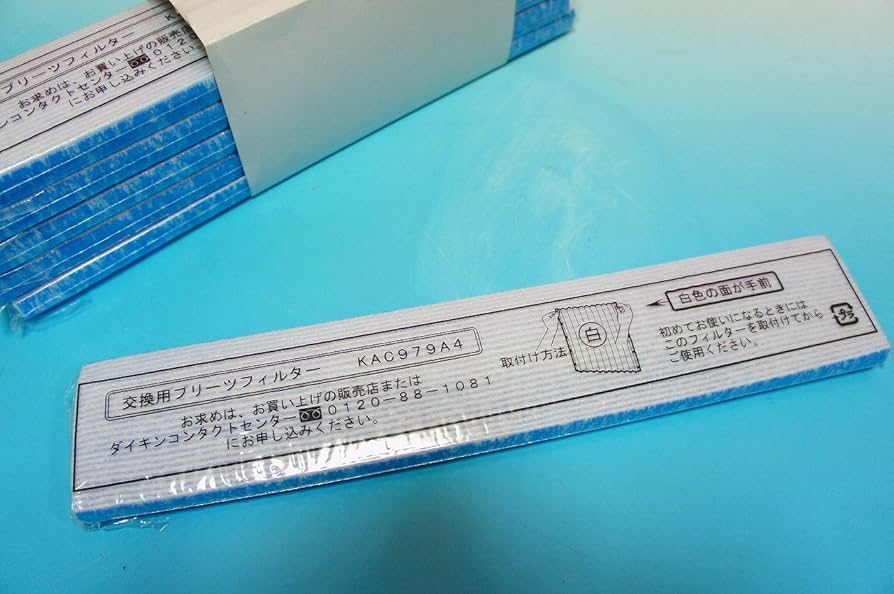 プリーツフィルター K
お求めは、お買い上げの販売店
ンコンタクトセンター 0120
にお申し込みください。
交換用プリーツフィルター KAC979A4
お求めは、お買い上げの販売店または
ダイキンコンタクトセンター 0120-88-1081
にお申し込みください。
取付け方法
白
白色の面が手前
初めてお使いになるときには
このフィルターを取付けてから
ご使用ください。
プラ